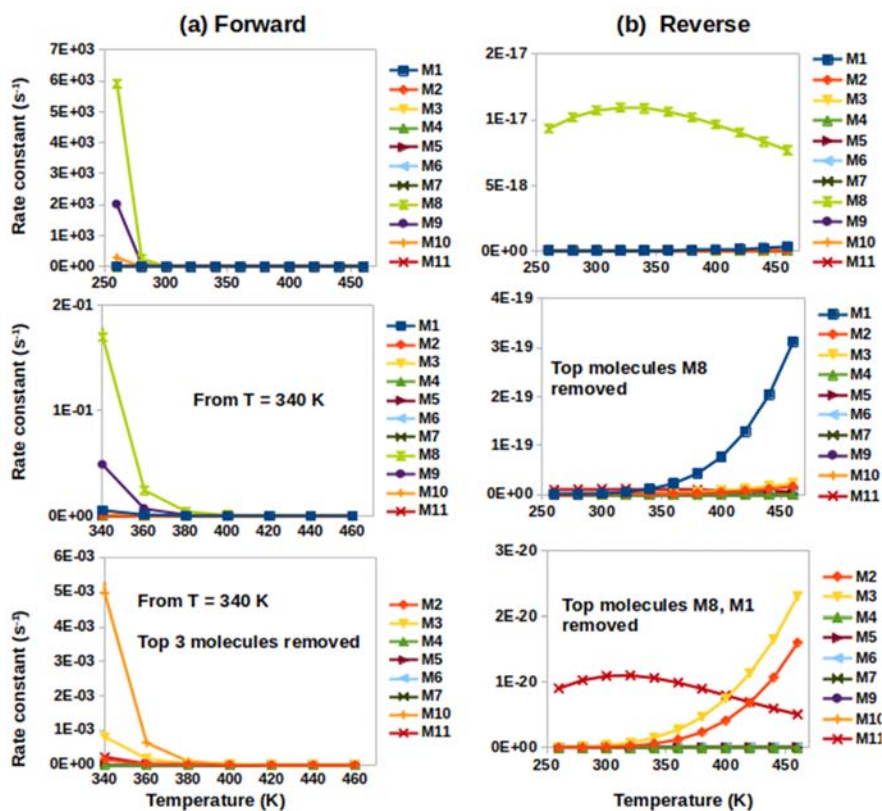 (a) Forward
(b) Reverse
Rate constant (s⁻¹)
7E+03
6E+03
5E+03
4E+03
3E+03
2E+03
1E+03
0E+00
260
300
350
400
450
M1
M2
M3
M4
M5
M6
M7
M8
M9
M10
M11
2E-17
1E-17
5E-18
0E+00
250
300
350
400
450
M1
M2
M3
M4
M5
M6
M7
M8
M9
M10
M11
Rate constant (s⁻¹)
2E-01
1E-01
0E+00
From T = 340 K
340
360
380
400
420
440
460
M1
M2
M3
M4
M5
M6
M7
M8
M9
M10
M11
4E-19
3E-19
2E-19
1E-19
0E+00
Top molecules M8
removed
250
300
350
400
450
M1
M2
M3
M4
M5
M6
M7
M9
M10
M11
Rate constant (s⁻¹)
6E-03
5E-03
4E-03
3E-03
2E-03
1E-03
0E+00
From T = 340 K
Top 3 molecules removed
340
360
380
400
420
440
460
Temperature (K)
M2
M3
M4
M5
M6
M7
M10
M11
3E-20
2E-20
1E-20
0E+00
Top molecules M8, M1
removed
250
300
350
400
450
Temperature (K)
M2
M3
M4
M5
M6
M7
M9
M10
M11